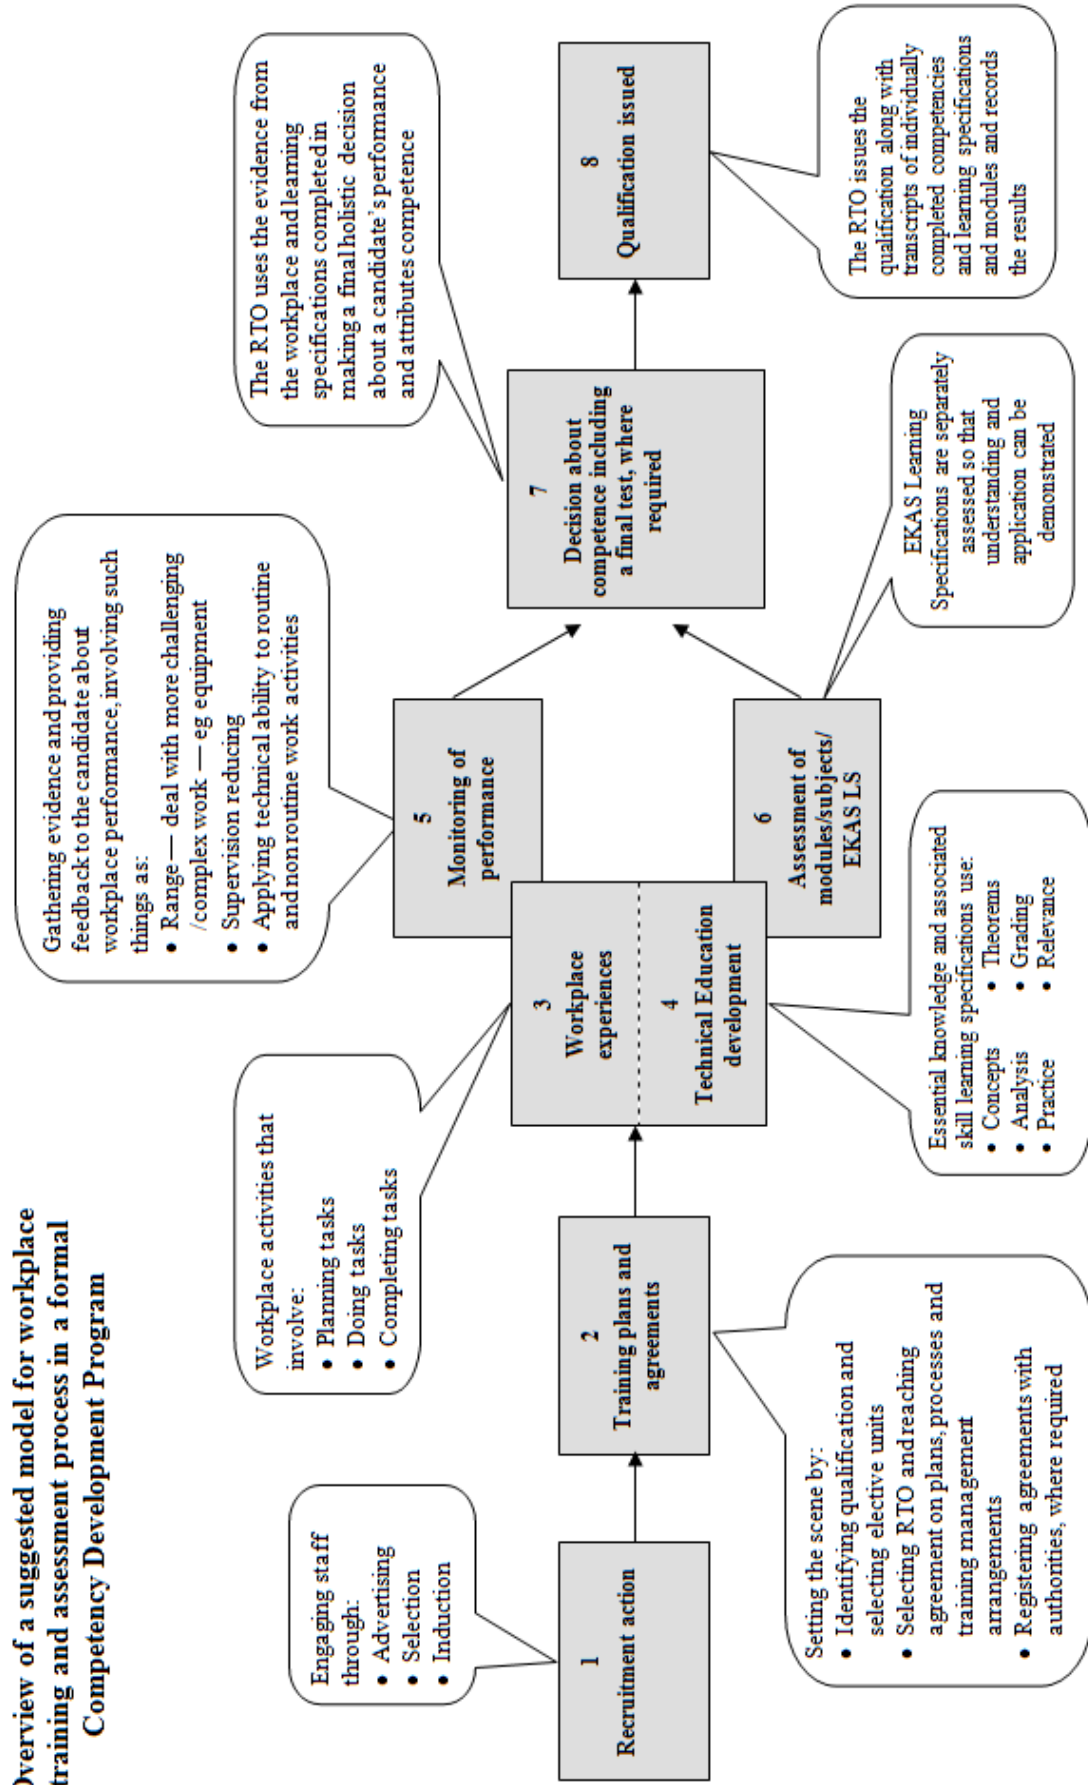 Overview of a suggested model for workplace
training and assessment process in a formal
Competency Development Program
Engaging staff
through:
• Advertising
• Selection
• Induction
1
Recruitment action
Setting the scene by:
• Identifying qualification and
selecting elective units
• Selecting RTO and reaching
agreement on plans, processes and
training management
arrangements
• Registering agreements with
authorities, where required
2
Training plans and
agreements
Workplace activities that
involve:
• Planning tasks
• Doing tasks
• Completing tasks
3
Workplace
experiences
4
Technical Education
development
Essential knowledge and associated
skill learning specifications use:
• Concepts • Theorems
• Analysis • Grading
• Practice • Relevance
Gathering evidence and providing
feedback to the candidate about
workplace performance, involving such
things as:
• Range — deal with more challenging
/complex work — eg equipment
• Supervision reducing
• Applying technical ability to routine
and nonroutine work activities
5
Monitoring of
performance
6
Assessment of
modules/subjects/
EKAS LS
EKAS Learning
Specifications are separately
assessed so that
understanding and
application can be
demonstrated
The RTO uses the evidence from
the workplace and learning
specifications completed in
making a final holistic decision
about a candidate's performance
and attributes competence
7
Decision about
competence including
a final test, where
required
8
Qualification issued
The RTO issues the
qualification along with
transcripts of individually
completed competencies
and learning specifications
and modules and records
the results